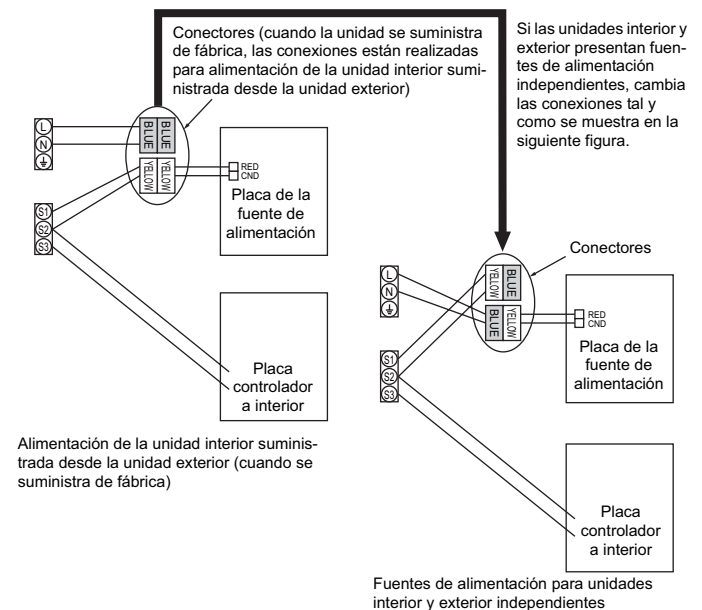 Conectores (cuando la unidad se suministra
de fábrica, las conexiones están realizadas
para alimentación de la unidad interior sumi-
nistrada desde la unidad exterior)
Si las unidades interior y
exterior presentan fuen-
tes de alimentación
independientes, cambia
las conexiones tal y
como se muestra en la
siguiente figura.
L
N
BLUE
BLUE
YELLOW
YELLOW
RED
CND
S1
S2
S3
Placa de la
fuente de
alimentación
Placa
controlador
a interior
Alimentación de la unidad interior suminis-
trada desde la unidad exterior (cuando se
suministra de fábrica)
Conectores
L
N
YELLOW
BLUE
BLUE
YELLOW
RED
CND
S1
S2
S3
Placa de la
fuente de
alimentación
Placa
controlador
a interior
Fuentes de alimentación para unidades
interior y exterior independientes